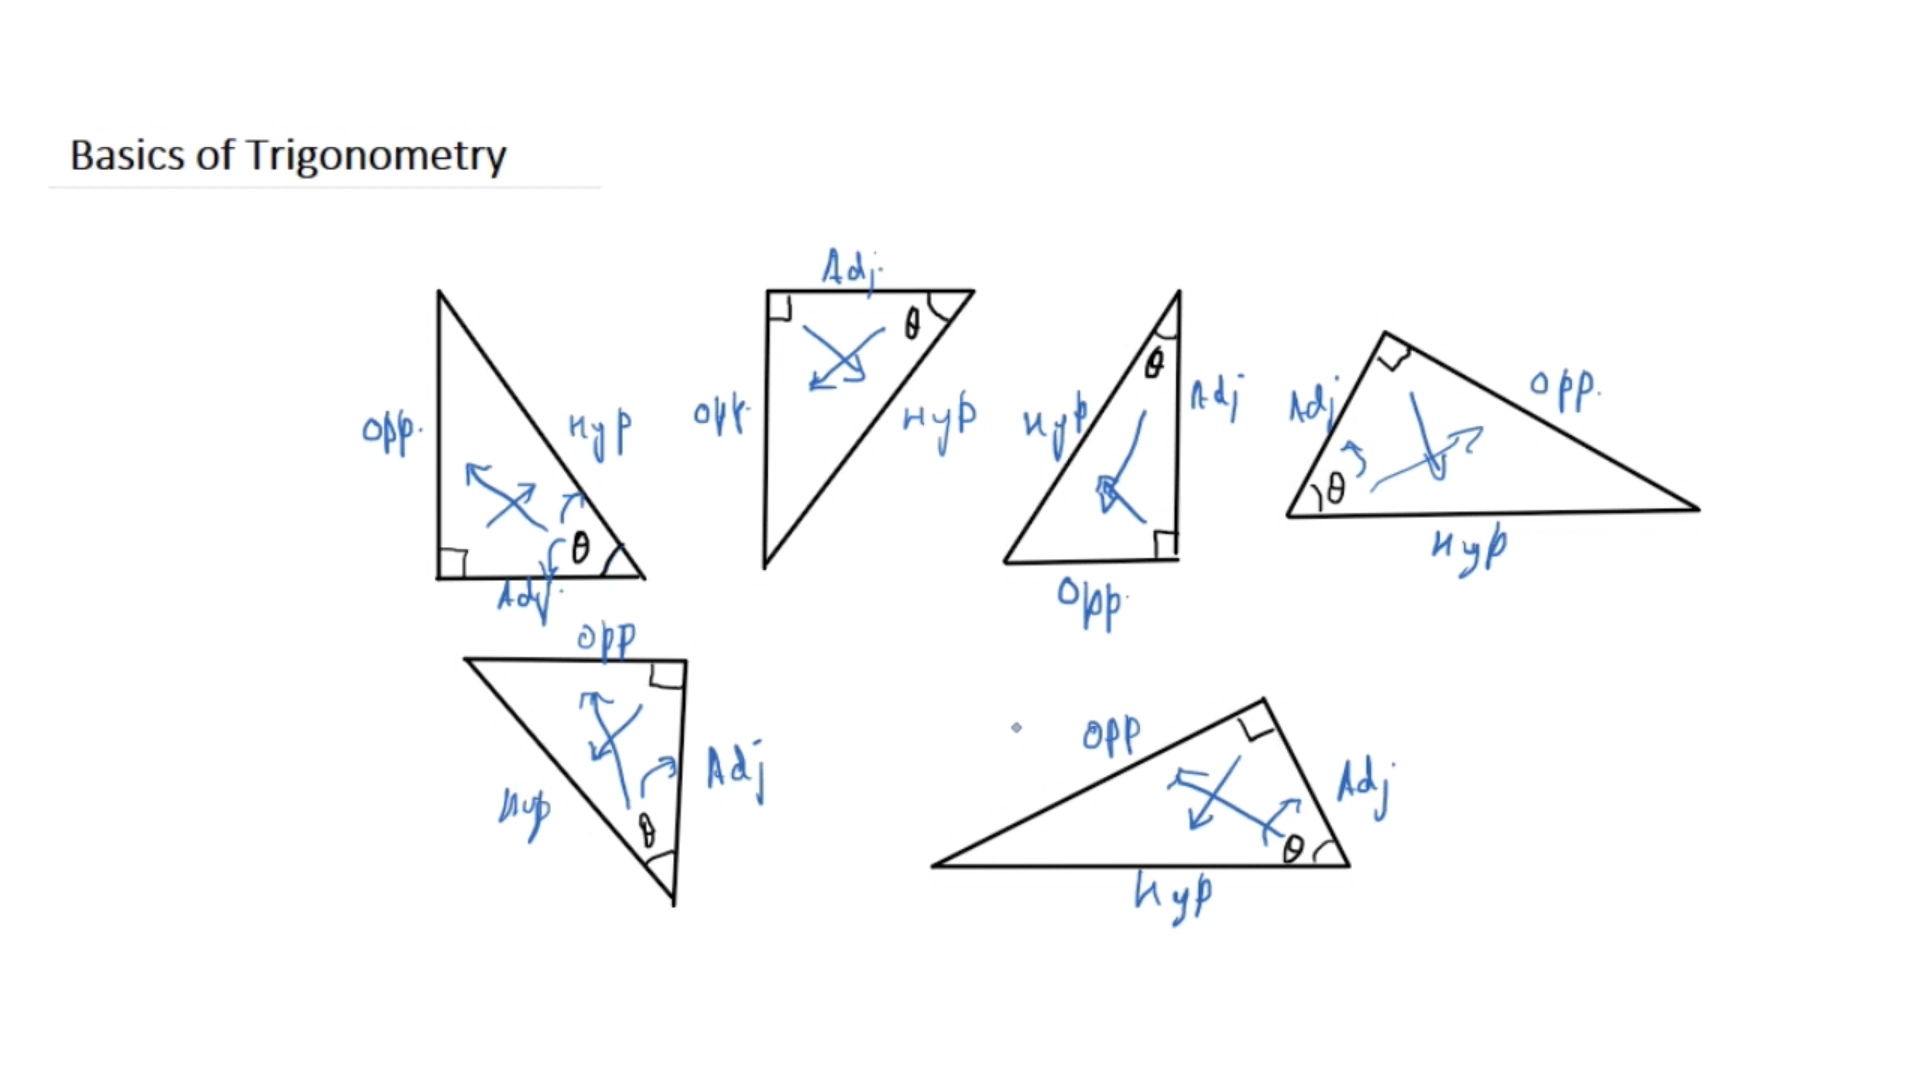 Basics of Trigonometry
Adj.
θ
θ
Opp.
Hyp
Opp.
Hyp
Hyp
Adj
Adj
Opp.
θ
θ
Adj.
Opp.
Hyp
Opp
Hyp
Adj
θ
Opp
Adj
θ
Hyp